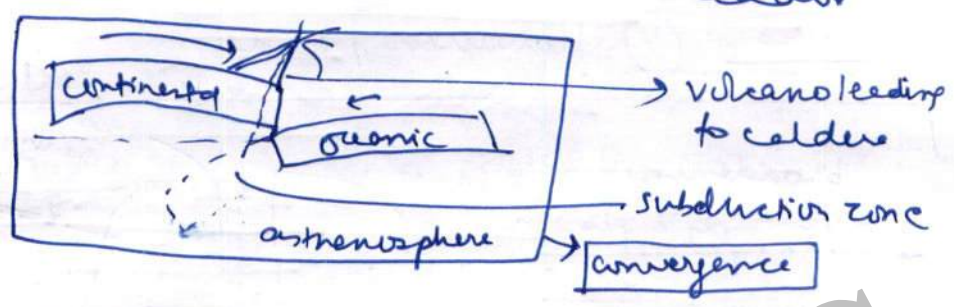 continental
oceanic
volcano leading
to caldera
subduction zone
asthenosphere
convergence